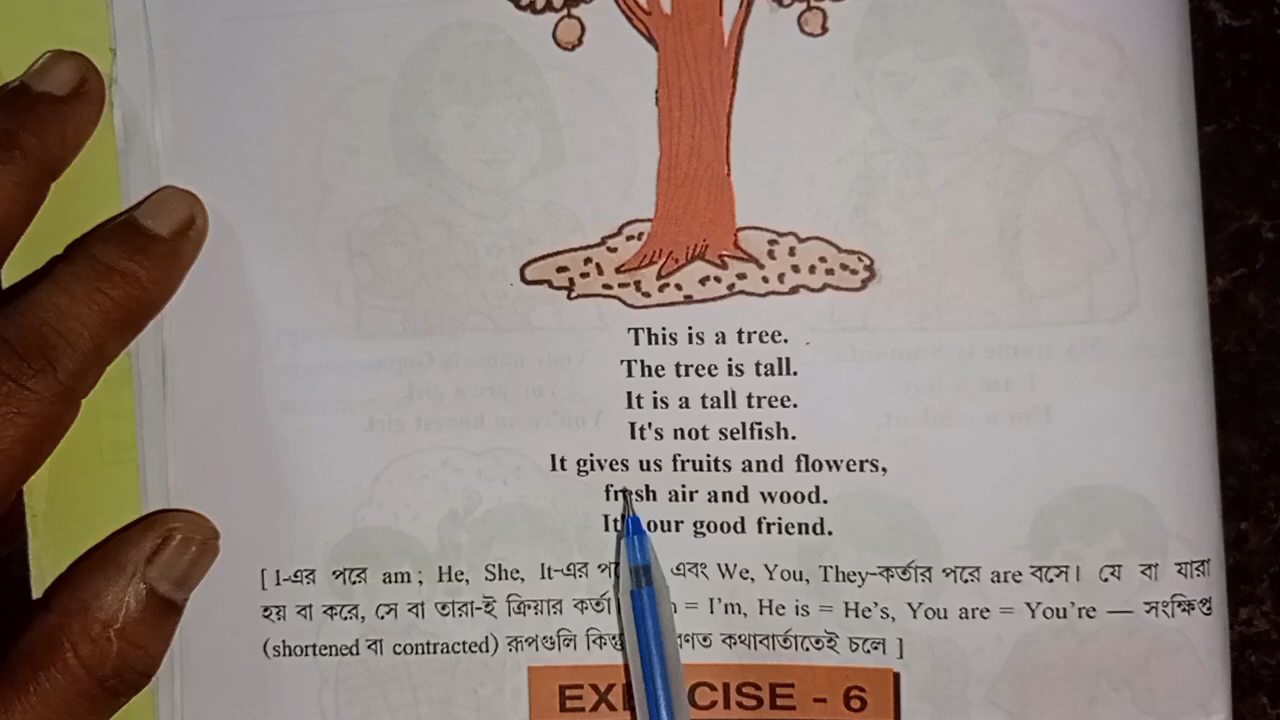 This is a tree.
The tree is tall.
It is a tall tree.
It's not selfish.
It gives us fruits and flowers,
fresh air and wood.
our good friend.
[ I-এর পরে am ; He, She, It-এর এবং We, You, They-কর্তার পরে are বসে। যে বা যারা
হয় বা করে, সে বা তারা-ই ক্রিয়ার কর্তা = I'm, He is = He's, You are = You're — সংক্ষিপ্ত
(shortened বা contracted) রূপগুলি কিন্তু কথাবার্তাতেই চলে ]
EXERCISE - 6